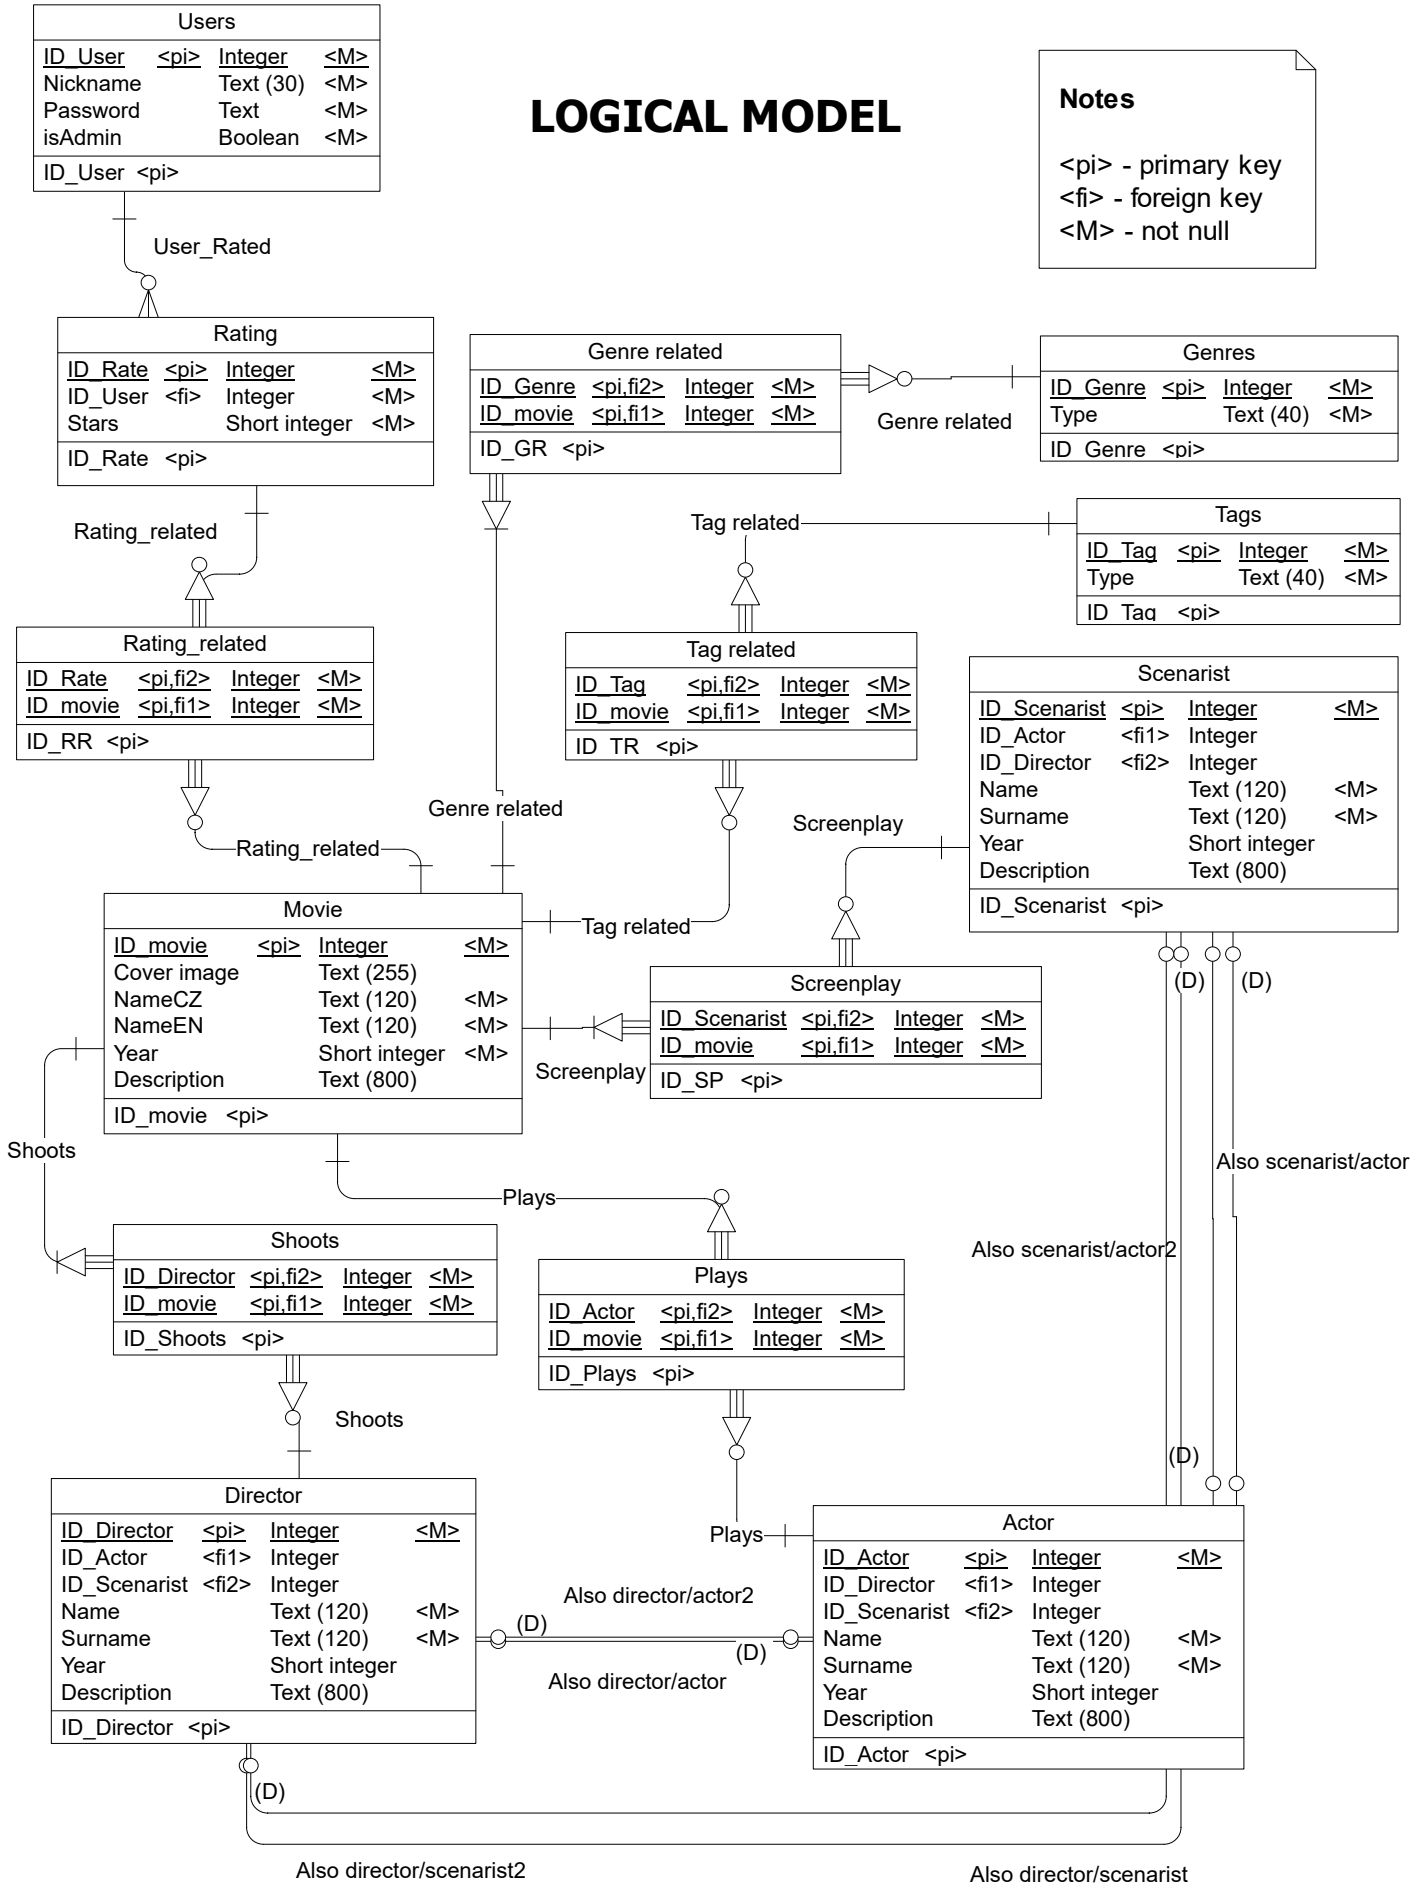 Users
ID_User <pi> Integer <M>
Nickname Text (30) <M>
Password Text <M>
isAdmin Boolean <M>
ID_User <pi>
LOGICAL MODEL
Notes
<pi> - primary key
<fi> - foreign key
<M> - not null
User_Rated
Rating
ID_Rate <pi> Integer <M>
ID_User <fi> Integer <M>
Stars Short integer <M>
ID_Rate <pi>
Genre related
ID_Genre <pi,fi2> Integer <M>
ID_movie <pi,fi1> Integer <M>
ID_GR <pi>
Genre related
Genres
ID_Genre <pi> Integer <M>
Type Text (40) <M>
ID_Genre <pi>
Rating_related
Tag related
Tags
ID_Tag <pi> Integer <M>
Type Text (40) <M>
ID_Tag <pi>
Rating_related
ID_Rate <pi,fi2> Integer <M>
ID_movie <pi,fi1> Integer <M>
ID_RR <pi>
Tag related
ID_Tag <pi,fi2> Integer <M>
ID_movie <pi,fi1> Integer <M>
ID_TR <pi>
Scenarist
ID_Scenarist <pi> Integer <M>
ID_Actor <fi1> Integer
ID_Director <fi2> Integer
Name Text (120) <M>
Surname Text (120) <M>
Year Short integer
Description Text (800)
ID_Scenarist <pi>
Genre related
Screenplay
Rating_related
Movie
ID_movie <pi> Integer <M>
Cover image Text (255)
NameCZ Text (120) <M>
NameEN Text (120) <M>
Year Short integer <M>
Description Text (800)
ID_movie <pi>
Tag related
Screenplay
ID_Scenarist <pi,fi2> Integer <M>
ID_movie <pi,fi1> Integer <M>
ID_SP <pi>
Screenplay
(D)
(D)
Shoots
Also scenarist/actor
Plays
Also scenarist/actor2
Shoots
ID_Director <pi,fi2> Integer <M>
ID_movie <pi,fi1> Integer <M>
ID_Shoots <pi>
Plays
ID_Actor <pi,fi2> Integer <M>
ID_movie <pi,fi1> Integer <M>
ID_Plays <pi>
Shoots
(D)
Director
ID_Director <pi> Integer <M>
ID_Actor <fi1> Integer
ID_Scenarist <fi2> Integer
Name Text (120) <M>
Surname Text (120) <M>
Year Short integer
Description Text (800)
ID_Director <pi>
Plays
Also director/actor2
(D)
(D)
Also director/actor
Actor
ID_Actor <pi> Integer <M>
ID_Director <fi1> Integer
ID_Scenarist <fi2> Integer
Name Text (120) <M>
Surname Text (120) <M>
Year Short integer
Description Text (800)
ID_Actor <pi>
(D)
Also director/scenarist2
Also director/scenarist